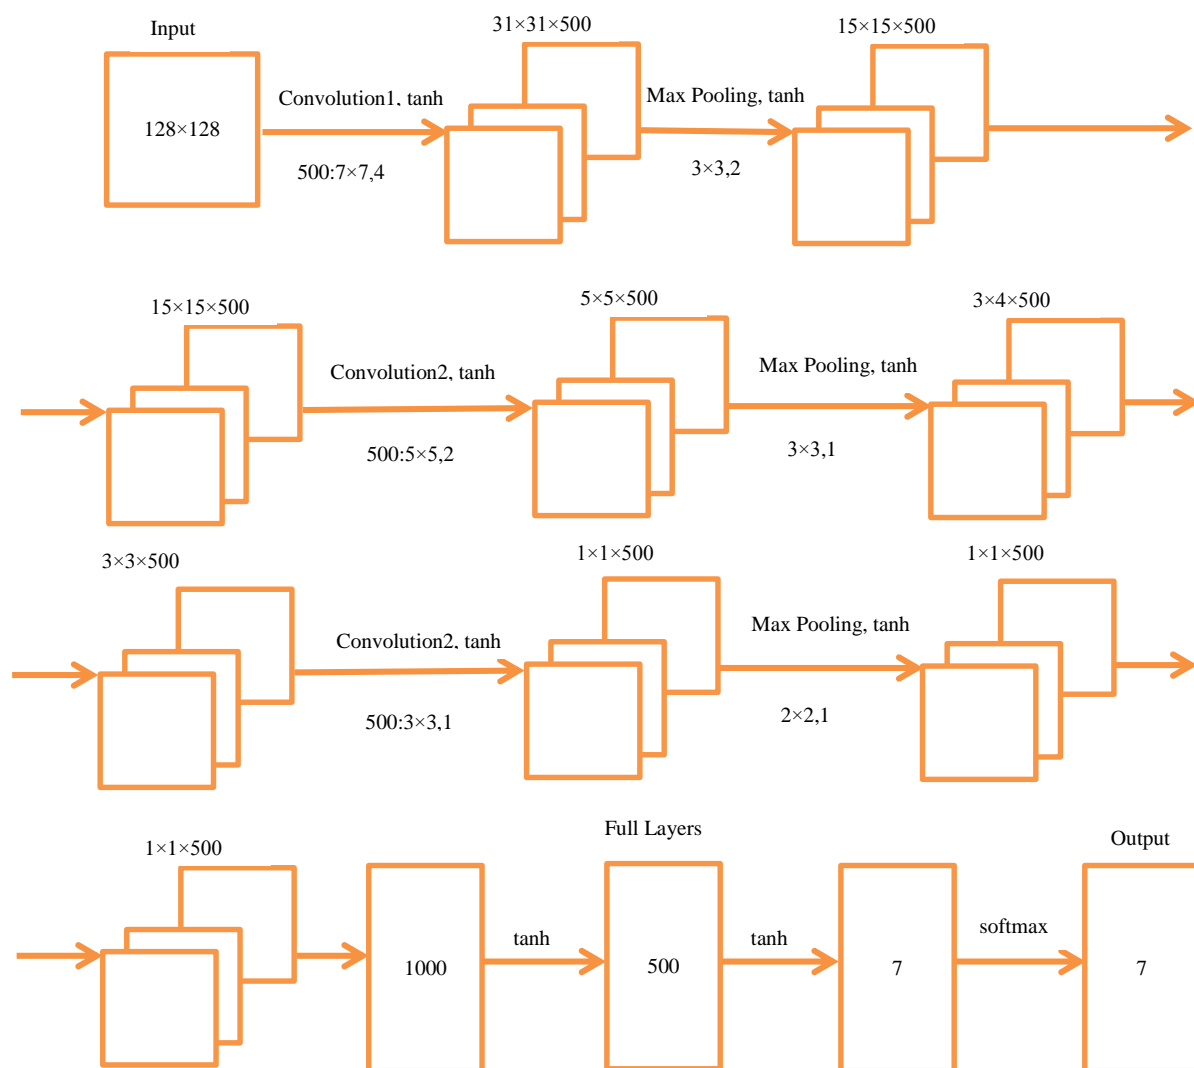 Input
31×31×500
15×15×500
128×128
Convolution1, tanh
500:7×7,4
Max Pooling, tanh
3×3,2
15×15×500
5×5×500
3×4×500
Convolution2, tanh
500:5×5,2
Max Pooling, tanh
3×3,1
3×3×500
1×1×500
1×1×500
Convolution2, tanh
500:3×3,1
Max Pooling, tanh
2×2,1
1×1×500
Full Layers
Output
1000
tanh
500
tanh
7
softmax
7